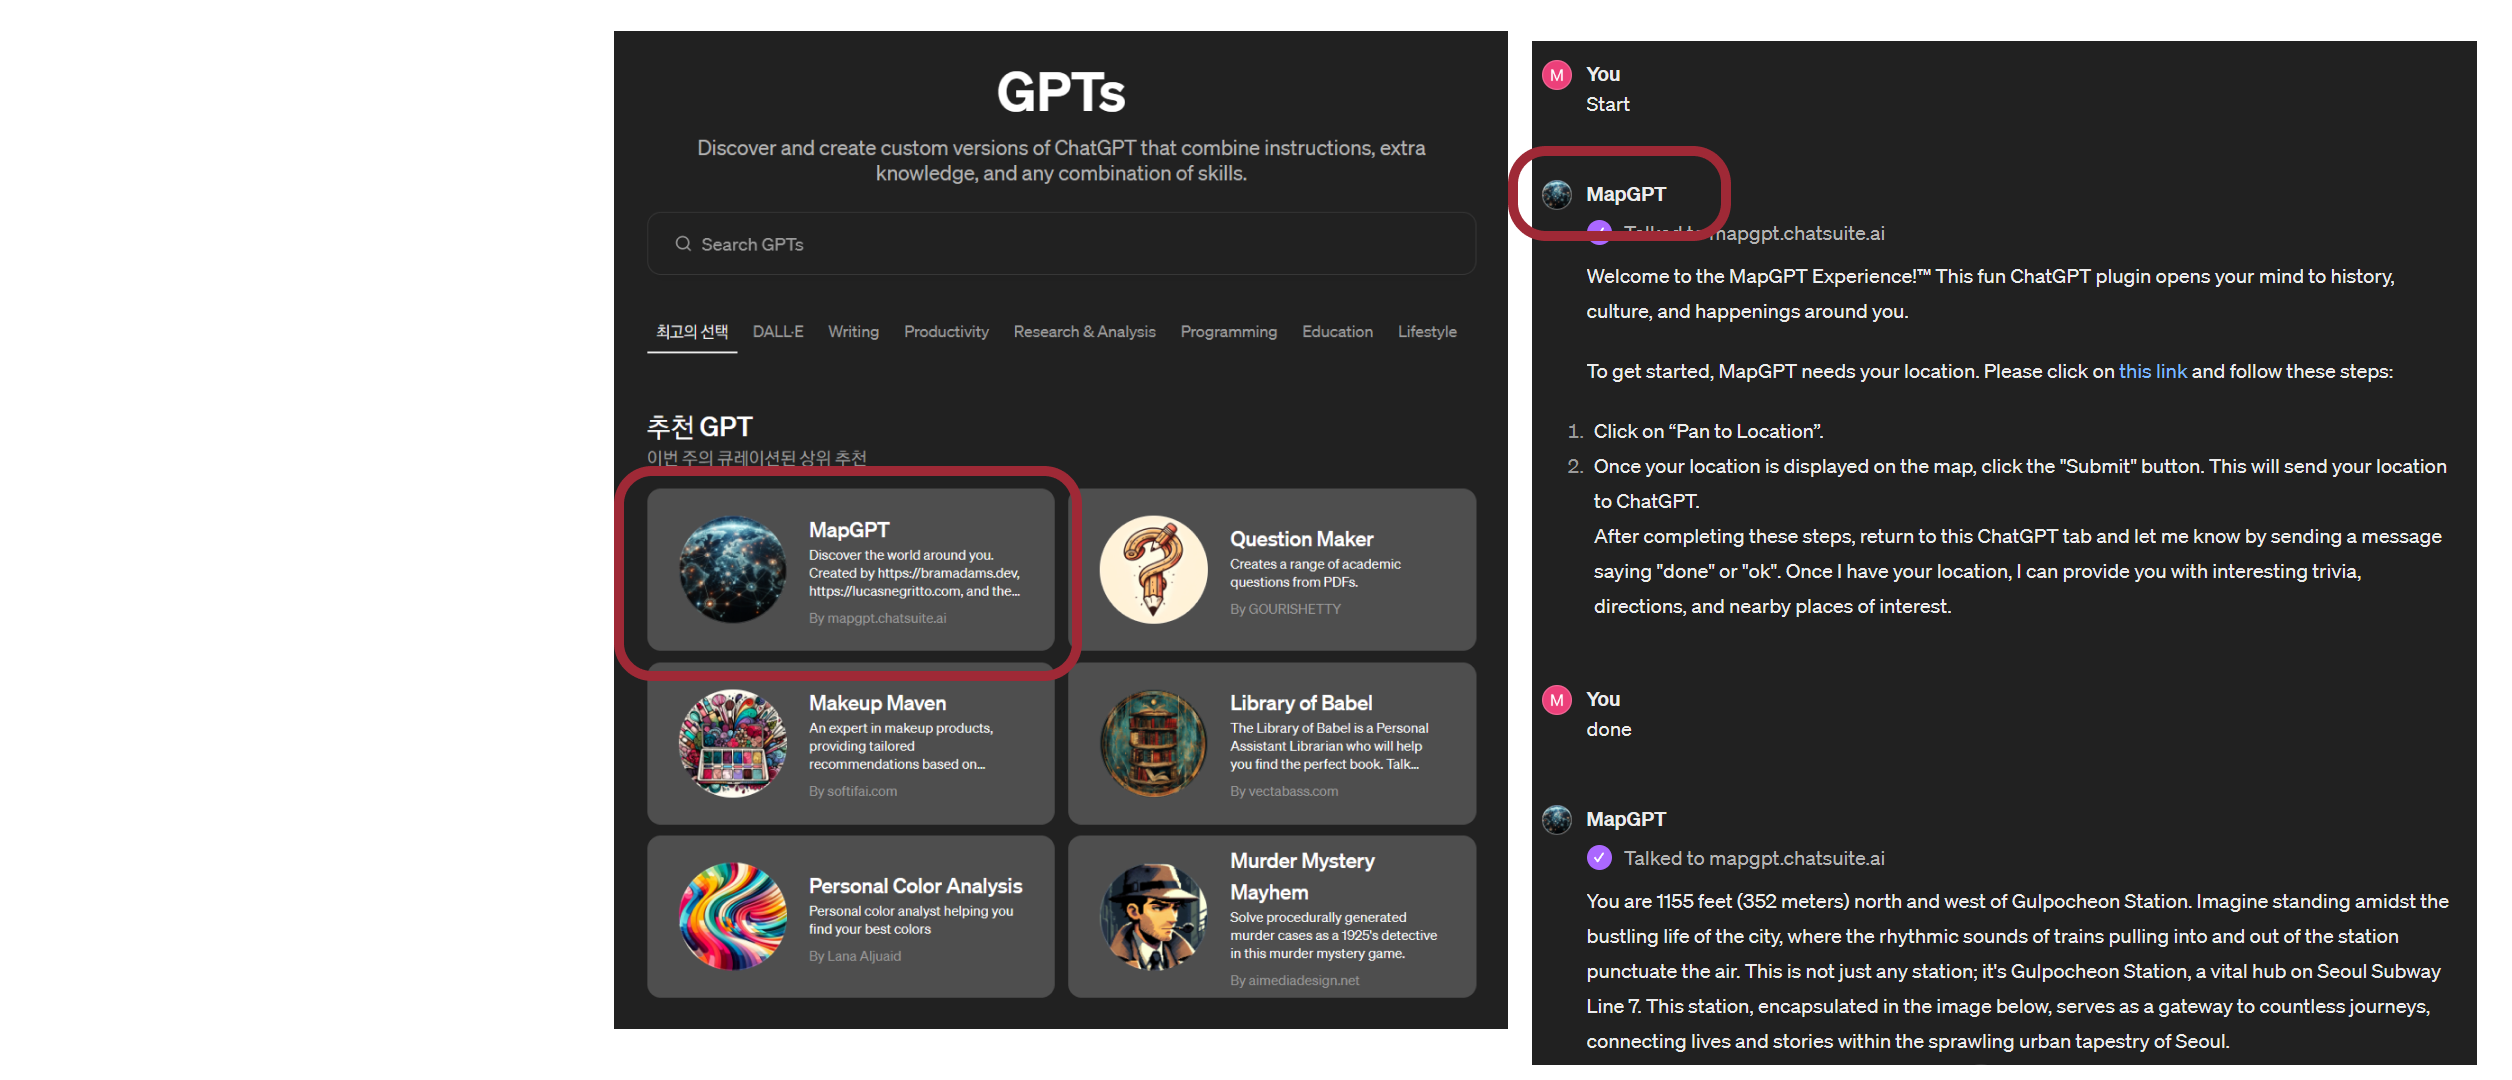 GPTs
Discover and create custom versions of ChatGPT that combine instructions, extra
knowledge, and any combination of skills.
Search GPTs
최고의 선택 DALL·E Writing Productivity Research & Analysis Programming Education Lifestyle
추천 GPT
이번 주의 큐레이션된 상위 추천
MapGPT
Discover the world around you.
Created by https://bramadams.dev,
https://lucasnegritto.com, and the...
By mapgpt.chatsuite.ai
Question Maker
Creates a range of academic
questions from PDFs.
By GOURISHETTY
Makeup Maven
An expert in makeup products,
providing tailored
recommendations based on...
By softifai.com
Library of Babel
The Library of Babel is a Personal
Assistant Librarian who will help
you find the perfect book. Talk...
By vectabass.com
Personal Color Analysis
Personal color analyst helping you
find your best colors
By Lana Aljuaid
Murder Mystery
Mayhem
Solve procedurally generated
murder cases as a 1925's detective
in this murder mystery game.
By aimediadesign.net
M You
Start
MapGPT
Talked to mapgpt.chatsuite.ai
Welcome to the MapGPT Experience!™ This fun ChatGPT plugin opens your mind to history,
culture, and happenings around you.
To get started, MapGPT needs your location. Please click on this link and follow these steps:
1. Click on “Pan to Location”.
2. Once your location is displayed on the map, click the "Submit" button. This will send your location
to ChatGPT.
After completing these steps, return to this ChatGPT tab and let me know by sending a message
saying "done" or "ok". Once I have your location, I can provide you with interesting trivia,
directions, and nearby places of interest.
M You
done
MapGPT
Talked to mapgpt.chatsuite.ai
You are 1155 feet (352 meters) north and west of Gulpocheon Station. Imagine standing amidst the
bustling life of the city, where the rhythmic sounds of trains pulling into and out of the station
punctuate the air. This is not just any station; it's Gulpocheon Station, a vital hub on Seoul Subway
Line 7. This station, encapsulated in the image below, serves as a gateway to countless journeys,
connecting lives and stories within the sprawling urban tapestry of Seoul.